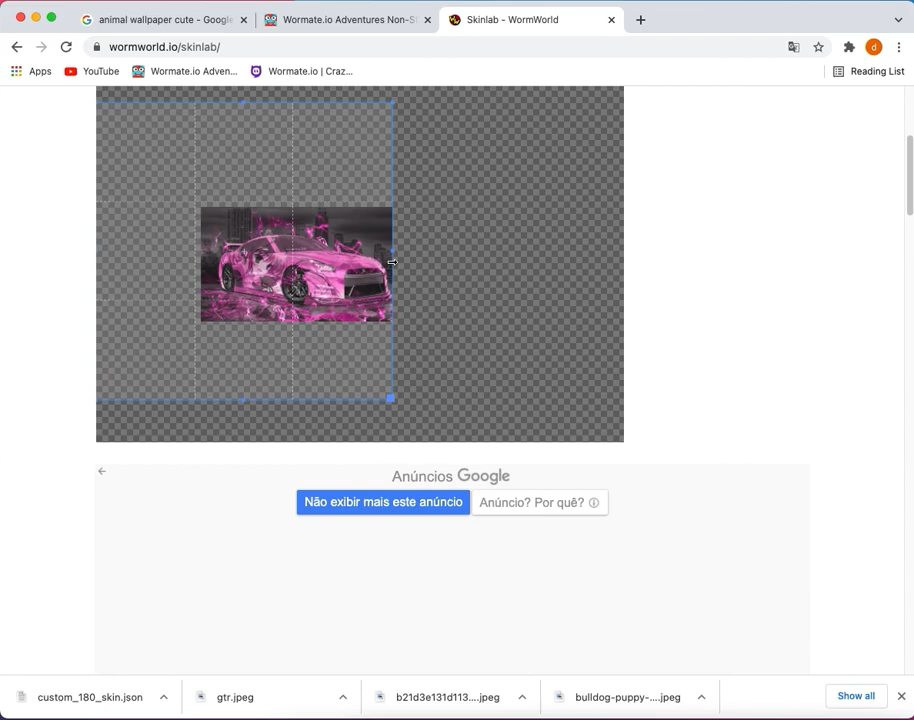 animal wallpaper cute - Google
Wormate.io Adventures Non-S
Skinlab - WormWorld
wormworld.io/skinlab/
Apps
YouTube
Wormate.io Adven...
Wormate.io | Craz...
Reading List
Anúncios Google
Não exibir mais este anúncio
Anúncio? Por quê?
custom_180_skin.json
gtr.jpeg
b21d3e131d113....jpeg
bulldog-puppy-....jpeg
Show all